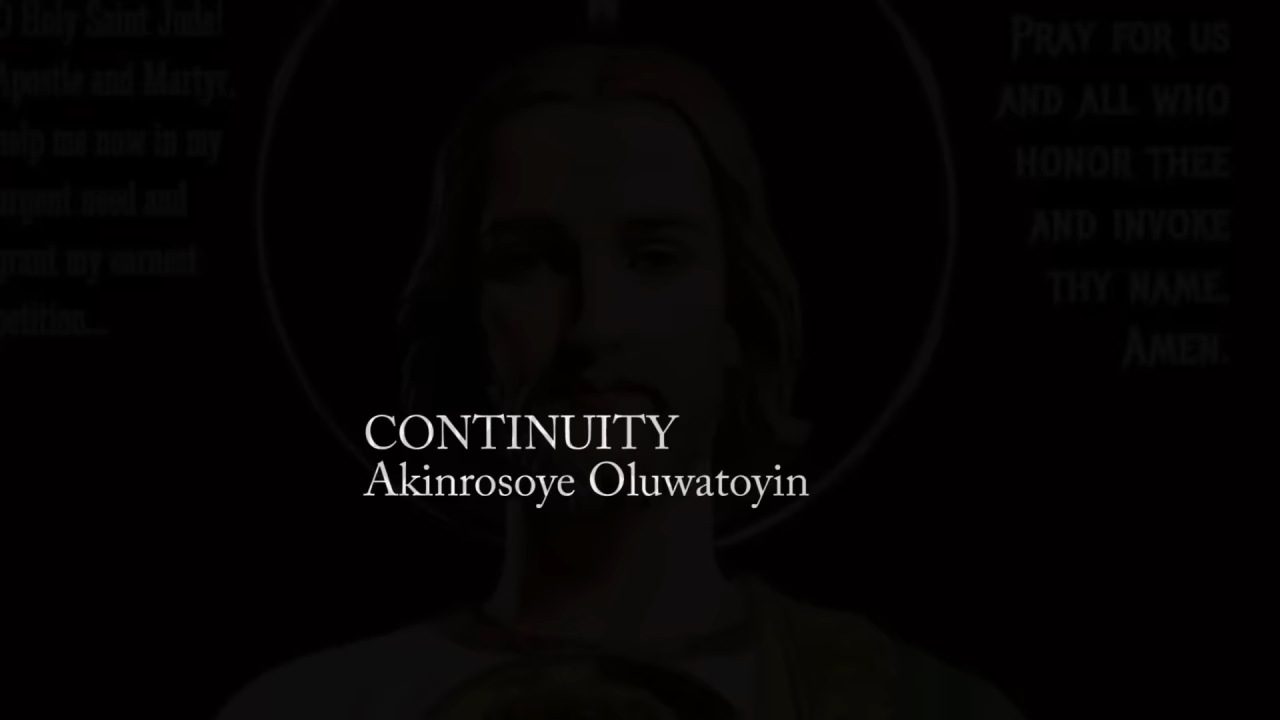 O Holy Saint Jude!
Apostle and Martyr,
help me now in my
urgent need and
grant my earnest
petition...
PRAY FOR US
AND ALL WHO
HONOR THEE
AND INVOKE
THY NAME.
AMEN.
CONTINUITY
Akinrosoye Oluwatoyin